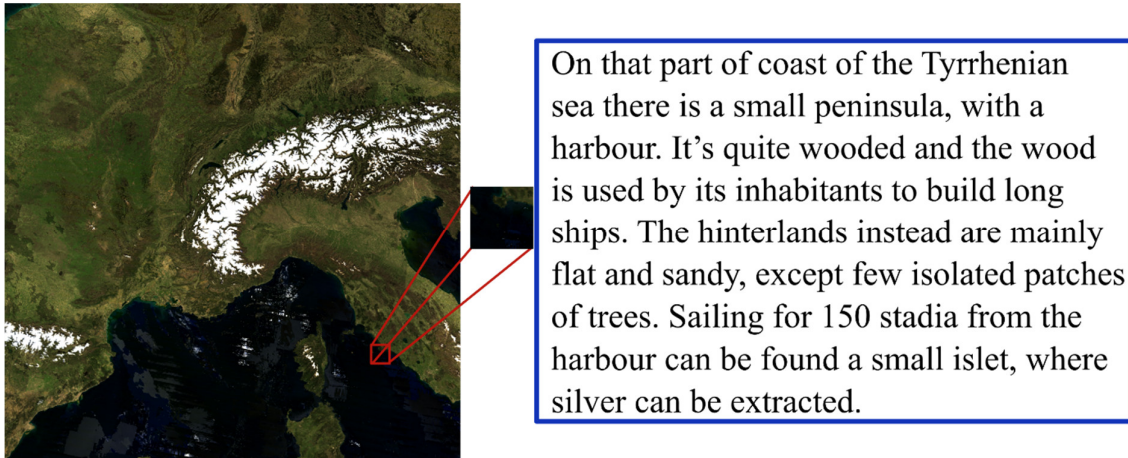 On that part of coast of the Tyrrhenian
sea there is a small peninsula, with a
harbour. It’s quite wooded and the wood
is used by its inhabitants to build long
ships. The hinterlands instead are mainly
flat and sandy, except few isolated patches
of trees. Sailing for 150 stadia from the
harbour can be found a small islet, where
silver can be extracted.